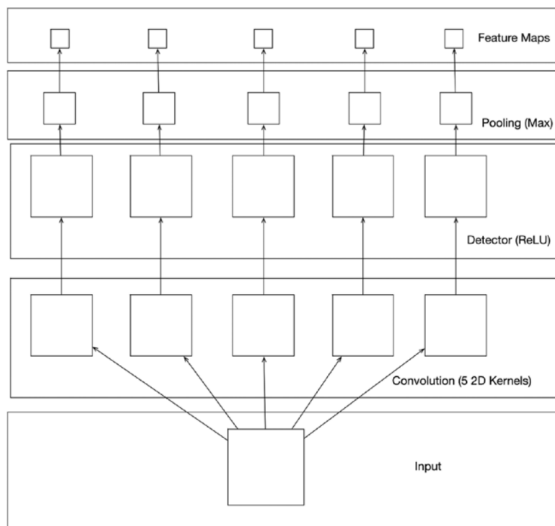 Feature Maps
Pooling (Max)
Detector (ReLU)
Convolution (5 2D Kernels)
Input